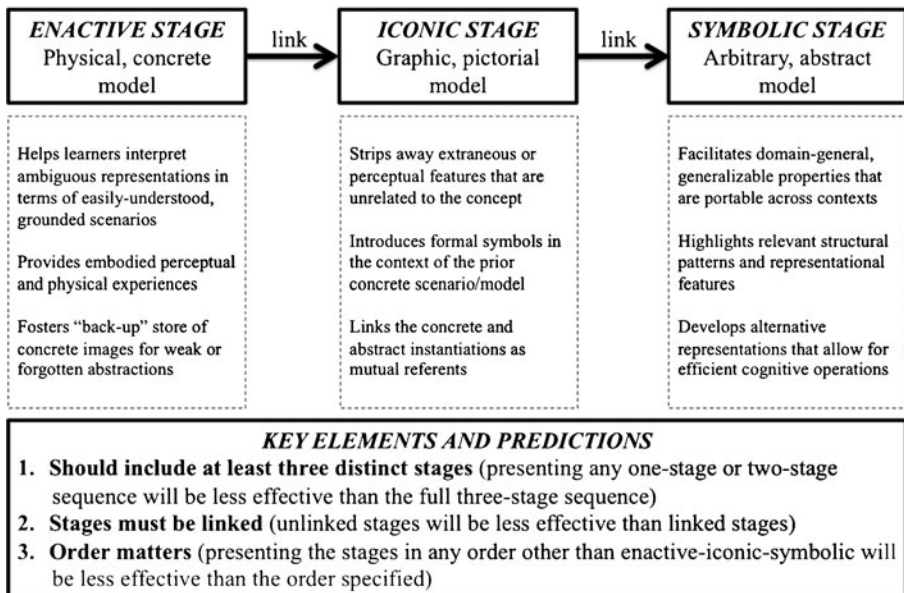 ENACTIVE STAGE
Physical, concrete
model
link
ICONIC STAGE
Graphic, pictorial
model
link
SYMBOLIC STAGE
Arbitrary, abstract
model
Helps learners interpret
ambiguous representations in
terms of easily-understood,
grounded scenarios
Provides embodied perceptual
and physical experiences
Fosters “back-up” store of
concrete images for weak or
forgotten abstractions
Strips away extraneous or
perceptual features that are
unrelated to the concept
Introduces formal symbols in
the context of the prior
concrete scenario/model
Links the concrete and
abstract instantiations as
mutual referents
Facilitates domain-general,
generalizable properties that
are portable across contexts
Highlights relevant structural
patterns and representational
features
Develops alternative
representations that allow for
efficient cognitive operations
KEY ELEMENTS AND PREDICTIONS
1. Should include at least three distinct stages (presenting any one-stage or two-stage
sequence will be less effective than the full three-stage sequence)
2. Stages must be linked (unlinked stages will be less effective than linked stages)
3. Order matters (presenting the stages in any order other than enactive-iconic-symbolic will
be less effective than the order specified)